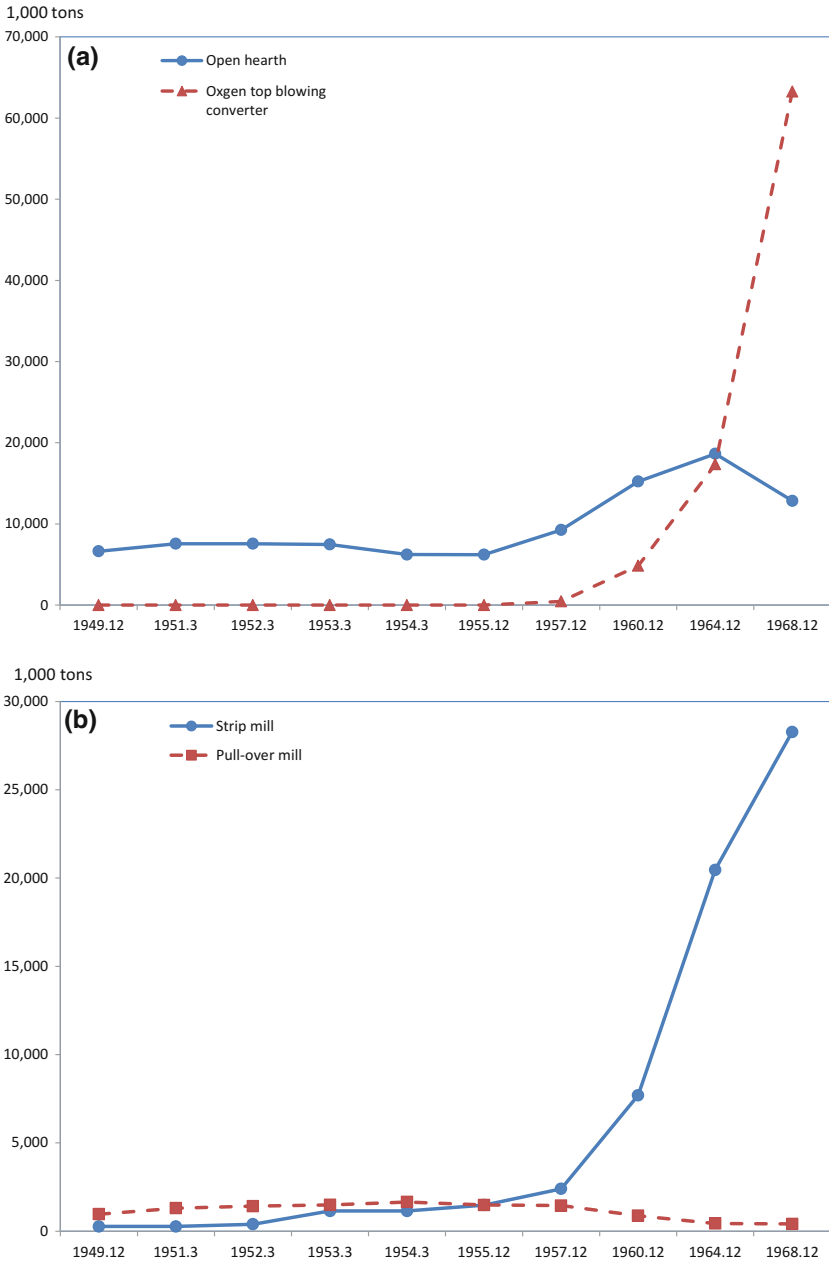 1,000 tons
70,000
(a)
Open hearth
Oxgen top blowing
converter
60,000
50,000
40,000
30,000
20,000
10,000
0
1949.12 1951.3 1952.3 1953.3 1954.3 1955.12 1957.12 1960.12 1964.12 1968.12
1,000 tons
30,000
(b)
Strip mill
Pull-over mill
25,000
20,000
15,000
10,000
5,000
0
1949.12 1951.3 1952.3 1953.3 1954.3 1955.12 1957.12 1960.12 1964.12 1968.12